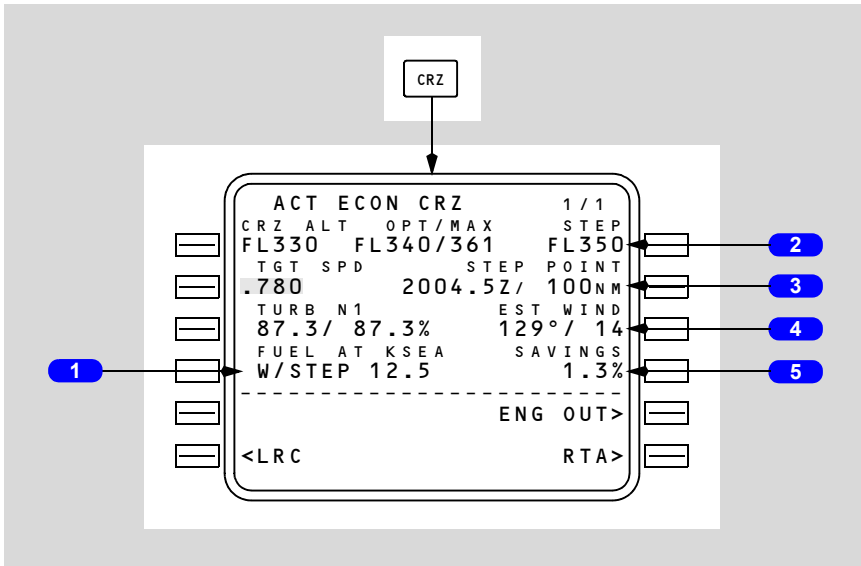 CRZ
ACT ECON CRZ 1/1
CRZ ALT OPT/MAX STEP
FL330 FL340/361 FL350
TGT SPD STEP POINT
.780 2004.5Z/ 100NM
TURB N1 EST WIND
87.3/ 87.3% 129°/ 14
FUEL AT KSEA SAVINGS
W/STEP 12.5 1.3%
------------------------
ENG OUT>
<LRC RTA>
2
3
4
1
5